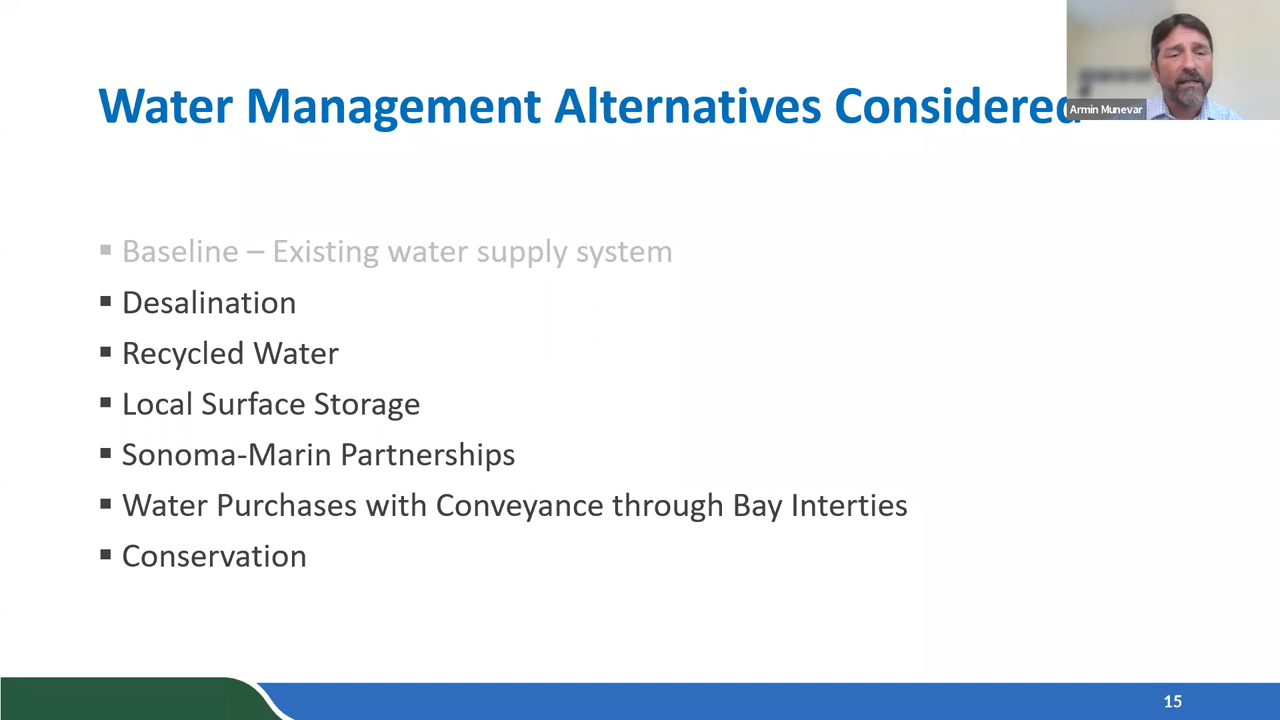 Water Management Alternatives Considered
Armin Munevar
▪ Baseline – Existing water supply system
▪ Desalination
▪ Recycled Water
▪ Local Surface Storage
▪ Sonoma-Marin Partnerships
▪ Water Purchases with Conveyance through Bay Interties
▪ Conservation
15